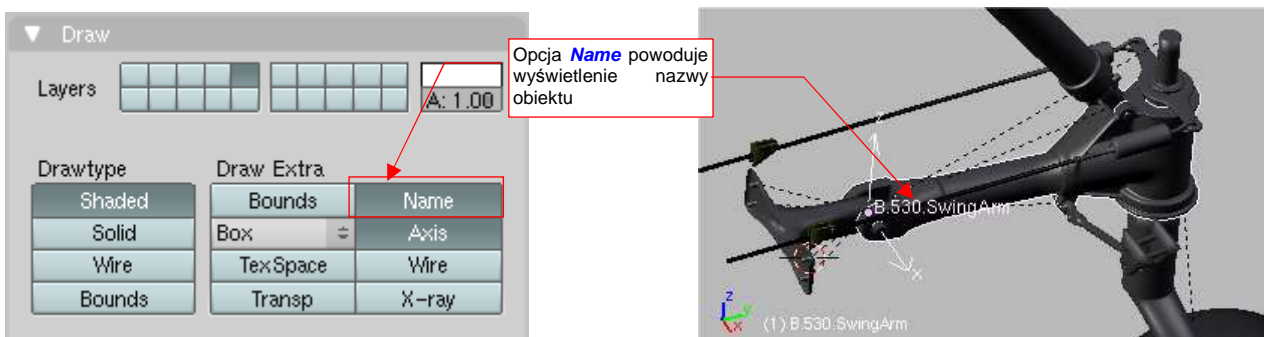 Draw
Layers
A: 1.00
Opcja Name powoduje
wyświetlenie nazwy
obiektu
Drawtype
Draw Extra
Shaded
Bounds
Name
Solid
Box
Axis
Wire
TexSpace
Wire
Bounds
Transp
X-ray
z
B.530.SwingArm
x
z
y
x
(1) B.530.SwingArm